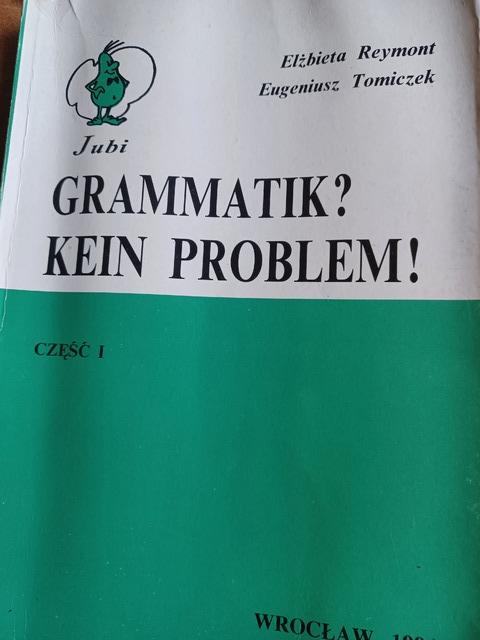 Elżbieta Reymont
Eugeniusz Tomiczek
Jubi
GRAMMATIK?
KEIN PROBLEM!
CZĘŚĆ I
WROCŁAW